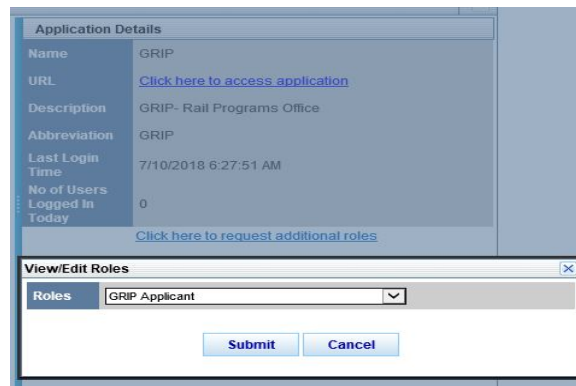 Application Details
Name GRIP
URL Click here to access application
Description GRIP- Rail Programs Office
Abbreviation GRIP
Last Login
Time 7/10/2018 6:27:51 AM
No of Users
Logged In
Today 0
Click here to request additional roles
View/Edit Roles
Roles GRIP Applicant
Submit Cancel